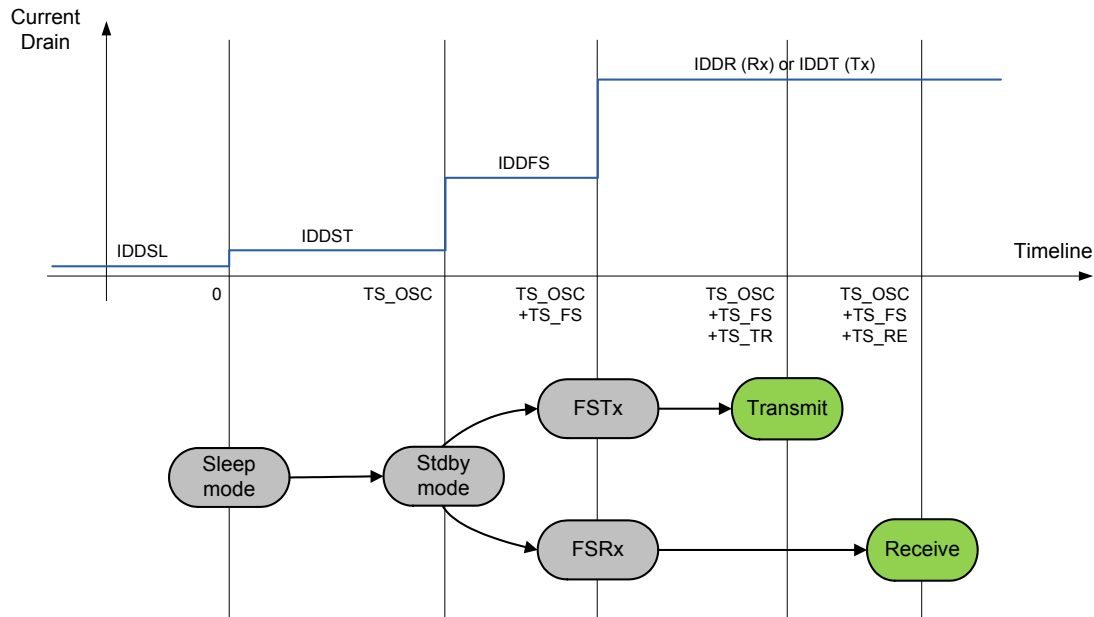 Current
Drain
IDDR (Rx) or IDDT (Tx)
IDDFS
IDDST
IDDSL
Timeline
0
TS_OSC
TS_OSC
+TS_FS
TS_OSC
+TS_FS
+TS_TR
TS_OSC
+TS_FS
+TS_RE
FSTx
Transmit
Sleep
mode
Stdby
mode
FSRx
Receive